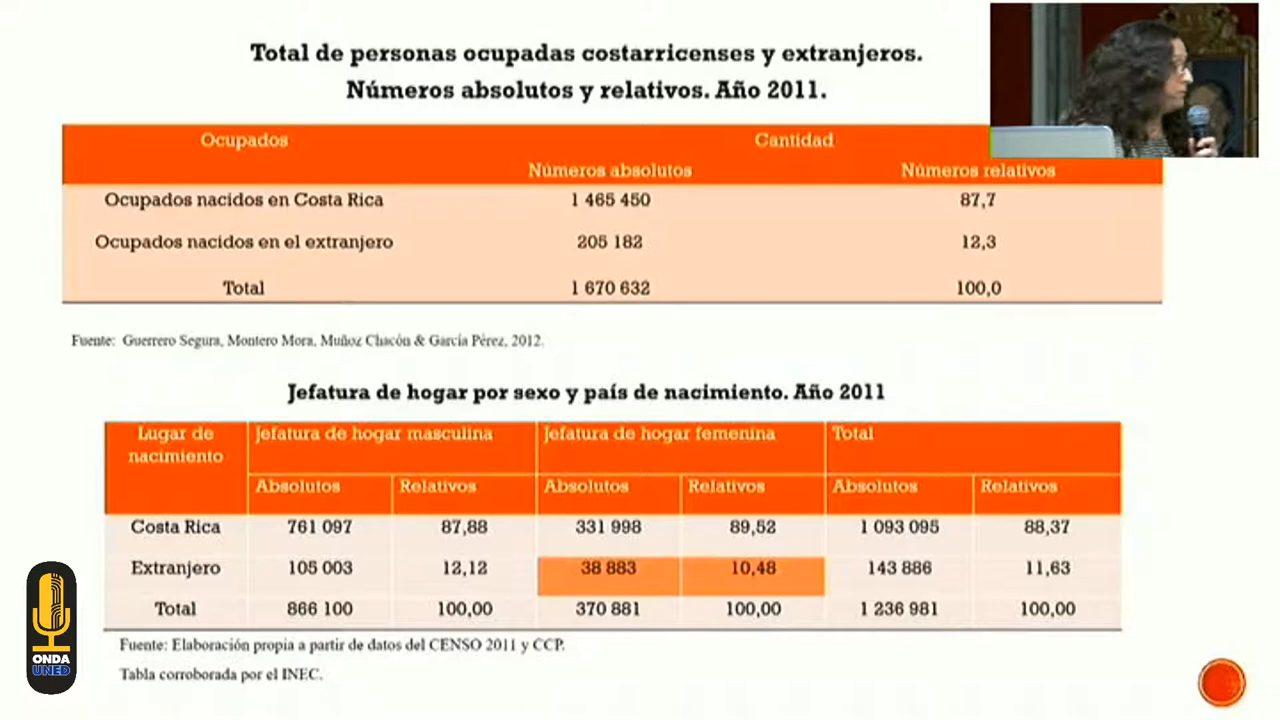 Total de personas ocupadas costarricenses y extranjeros.
Números absolutos y relativos. Año 2011.
Ocupados Cantidad
Números absolutos Números relativos
Ocupados nacidos en Costa Rica 1 465 450 87,7
Ocupados nacidos en el extranjero 205 182 12,3
Total 1 670 632 100,0
Fuente: Guerrero Segura, Montero Mora, Muñoz Chacón & García Pérez, 2012.
Jefatura de hogar por sexo y país de nacimiento. Año 2011
Lugar de nacimiento Jefatura de hogar masculina Jefatura de hogar femenina Total
Absolutos Relativos Absolutos Relativos Absolutos Relativos
Costa Rica 761 097 87,88 331 998 89,52 1 093 095 88,37
Extranjero 105 003 12,12 38 883 10,48 143 886 11,63
Total 866 100 100,00 370 881 100,00 1 236 981 100,00
Fuente: Elaboración propia a partir de datos del CENSO 2011 y CCP.
Tabla corroborada por el INEC.
ONDA
UNED